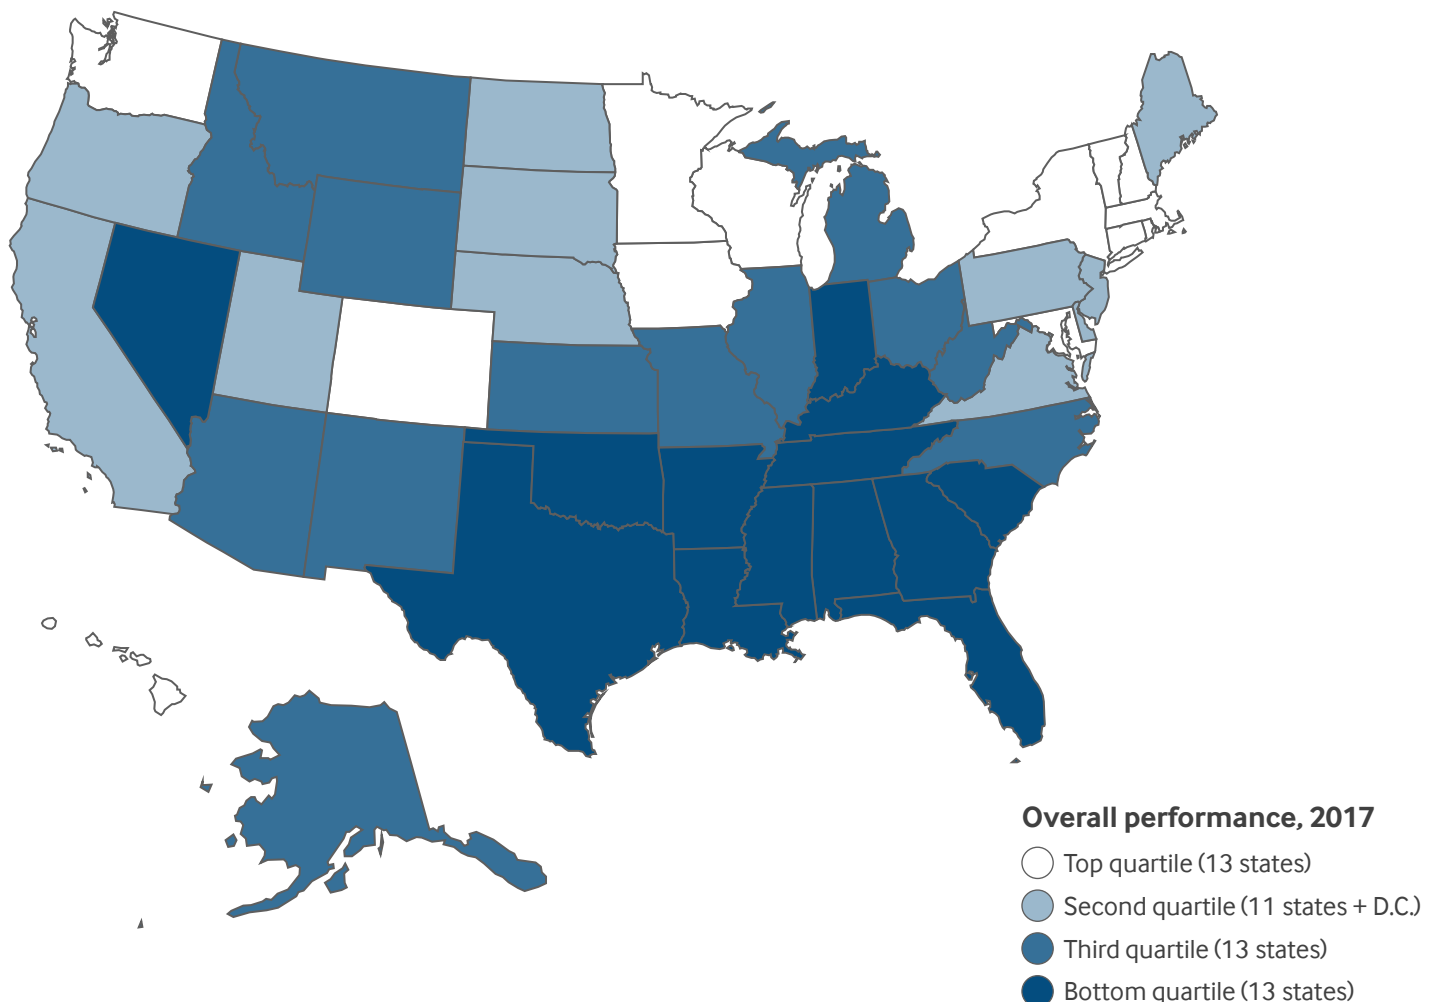 Overall performance, 2017
Top quartile (13 states)
Second quartile (11 states + D.C.)
Third quartile (13 states)
Bottom quartile (13 states)